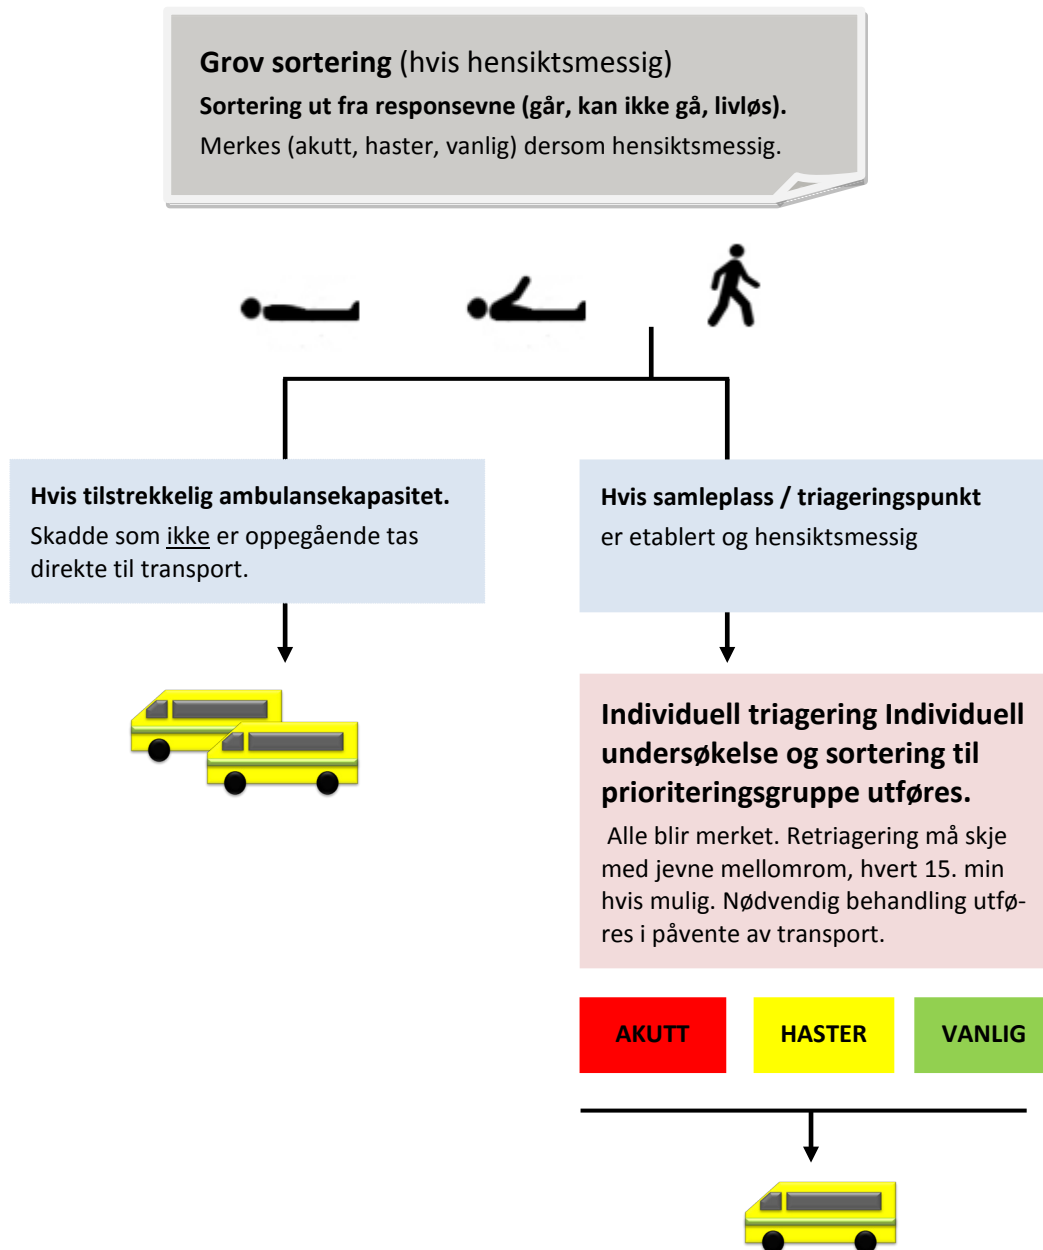 Grov sortering (hvis hensiktsmessig)
Sortering ut fra responsevne (går, kan ikke gå, livløs).
Merkes (akutt, haster, vanlig) dersom hensiktsmessig.
Hvis tilstrekkelig ambulansekapasitet.
Skadde som ikke er oppegående tas
direkte til transport.
Hvis samleplass / triageringspunkt
er etablert og hensiktsmessig
Individuell triagering Individuell
undersøkelse og sortering til
prioriteringsgruppe utføres.
Alle blir merket. Retriagering må skje
med jevne mellomrom, hvert 15. min
hvis mulig. Nødvendig behandling utfø-
res i påvente av transport.
AKUTT
HASTER
VANLIG